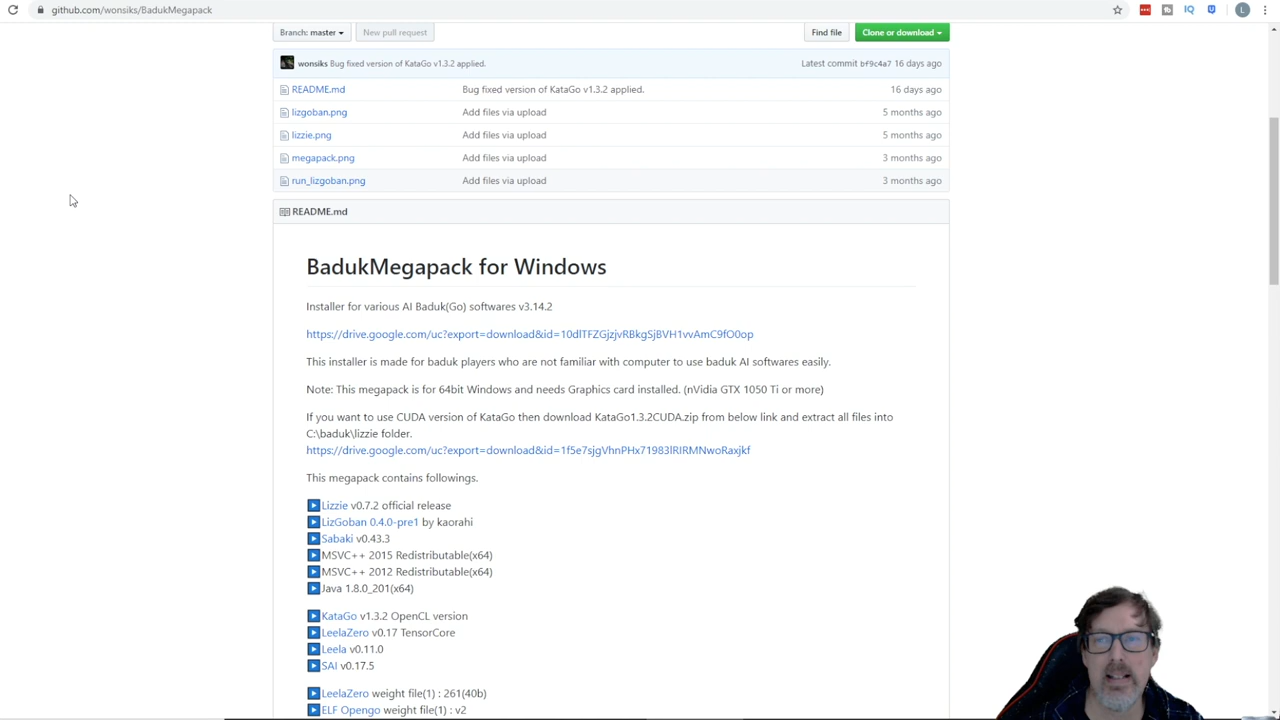 github.com/wonsiks/BadukMegapack
IQ
L
Branch: master
New pull request
Find file
Clone or download
wonsiks Bug fixed version of KataGo v1.3.2 applied.
Latest commit bf9c4a7 16 days ago
README.md Bug fixed version of KataGo v1.3.2 applied. 16 days ago
lizgoban.png Add files via upload 5 months ago
lizzie.png Add files via upload 5 months ago
megapack.png Add files via upload 3 months ago
run_lizgoban.png Add files via upload 3 months ago
README.md
BadukMegapack for Windows
Installer for various AI Baduk(Go) softwares v3.14.2
https://drive.google.com/uc?export=download&id=10dlTFZGjzjvRBkgSjBVH1vvAmC9fO0op
This installer is made for baduk players who are not familiar with computer to use baduk AI softwares easily.
Note: This megapack is for 64bit Windows and needs Graphics card installed. (nVidia GTX 1050 Ti or more)
If you want to use CUDA version of KataGo then download KataGo1.3.2CUDA.zip from below link and extract all files into
C:\baduk\lizzie folder.
https://drive.google.com/uc?export=download&id=1f5e7sjgVhnPHx71983lRIRMNwoRaxjkf
This megapack contains followings.
Lizzie v0.7.2 official release
LizGoban 0.4.0-pre1 by kaorahi
Sabaki v0.43.3
MSVC++ 2015 Redistributable(x64)
MSVC++ 2012 Redistributable(x64)
Java 1.8.0_201(x64)
KataGo v1.3.2 OpenCL version
LeelaZero v0.17 TensorCore
Leela v0.11.0
SAI v0.17.5
LeelaZero weight file(1) : 261(40b)
ELF Opengo weight file(1) : v2